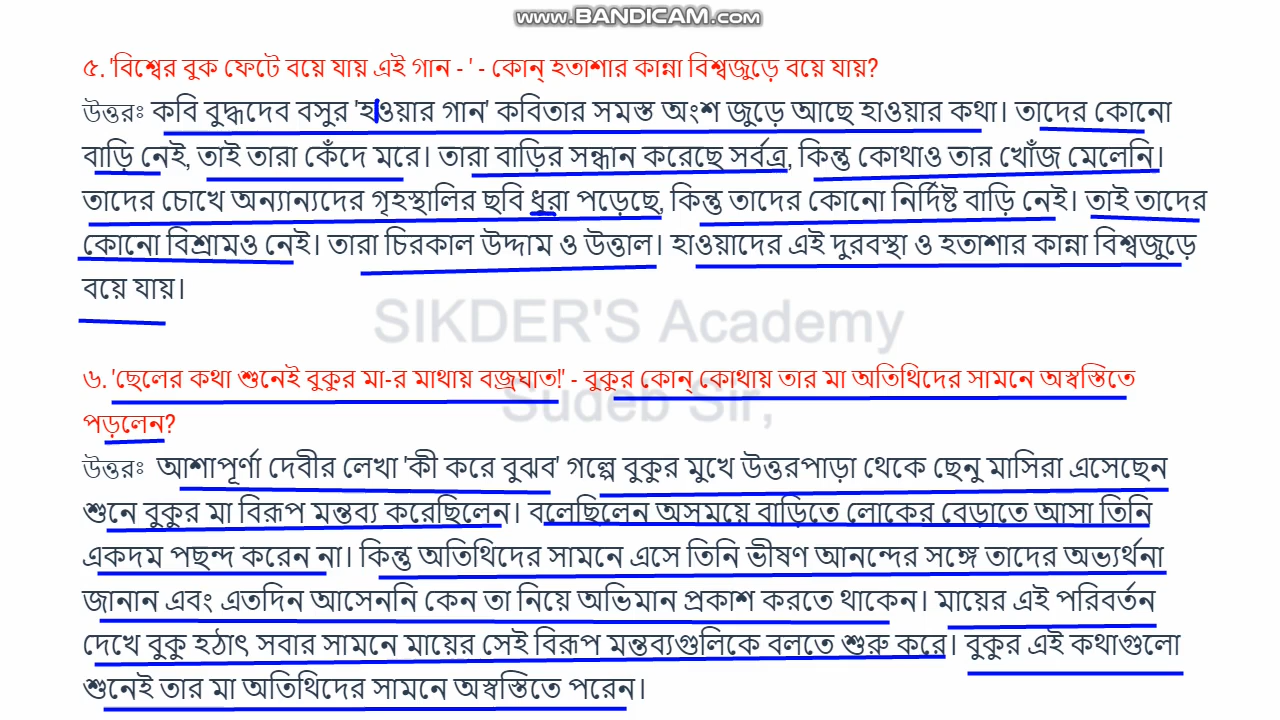 www.BANDICAM.com
৫. 'বিশ্বের বুক ফেটে বয়ে যায় এই গান - ' - কোন্ হতাশার কান্না বিশ্বজুড়ে বয়ে যায়?
উত্তরঃ কবি বুদ্ধদেব বসুর 'হাওয়ার গান' কবিতার সমস্ত অংশ জুড়ে আছে হাওয়ার কথা। তাদের কোনো
বাড়ি নেই, তাই তারা কেঁদে মরে। তারা বাড়ির সন্ধান করেছে সর্বত্র, কিন্তু কোথাও তার খোঁজ মেলেনি।
তাদের চোখে অন্যান্যদের গৃহস্থালির ছবি ধরা পড়েছে, কিন্তু তাদের কোনো নির্দিষ্ট বাড়ি নেই। তাই তাদের
কোনো বিশ্রামও নেই। তারা চিরকাল উদ্দাম ও উত্তাল। হাওয়াদের এই দুরবস্থা ও হতাশার কান্না বিশ্বজুড়ে
বয়ে যায়।
SIKDER'S Academy
৬. 'ছেলের কথা শুনেই বুকুর মা-র মাথায় বজ্রঘাত!' - বুকুর কোন্ কোথায় তার মা অতিথিদের সামনে অস্বস্তিতে
Sudeb Sir,
পড়লেন?
উত্তরঃ আশাপূর্ণা দেবীর লেখা 'কী করে বুঝব' গল্পে বুকুর মুখে উত্তরপাড়া থেকে ছেনু মাসিরা এসেছেন
শুনে বুকুর মা বিরূপ মন্তব্য করেছিলেন। বলেছিলেন অসময়ে বাড়িতে লোকের বেড়াতে আসা তিনি
একদম পছন্দ করেন না। কিন্তু অতিথিদের সামনে এসে তিনি ভীষণ আনন্দের সঙ্গে তাদের অভ্যর্থনা
জানান এবং এতদিন আসেননি কেন তা নিয়ে অভিমান প্রকাশ করতে থাকেন। মায়ের এই পরিবর্তন
দেখে বুকু হঠাৎ সবার সামনে মায়ের সেই বিরূপ মন্তব্যগুলিকে বলতে শুরু করে। বুকুর এই কথাগুলো
শুনেই তার মা অতিথিদের সামনে অস্বস্তিতে পরেন।